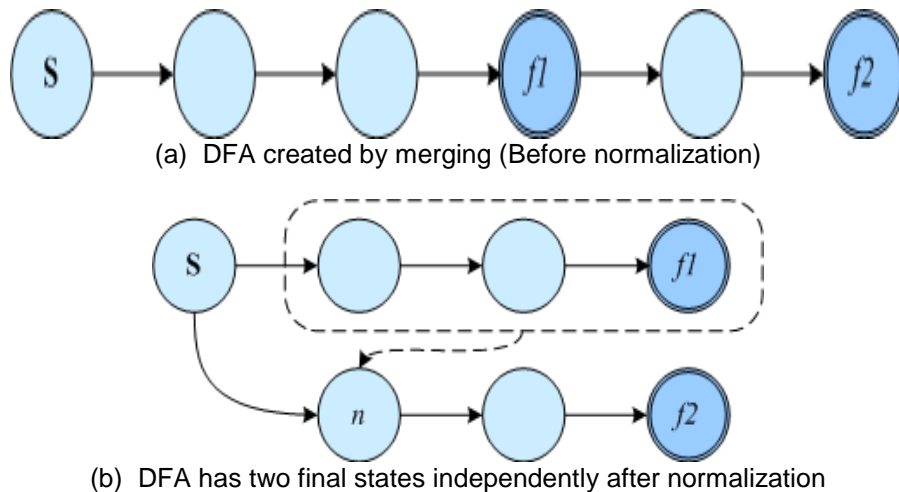 S f1 f2
(a) DFA created by merging (Before normalization)
S f1
n f2
(b) DFA has two final states independently after normalization